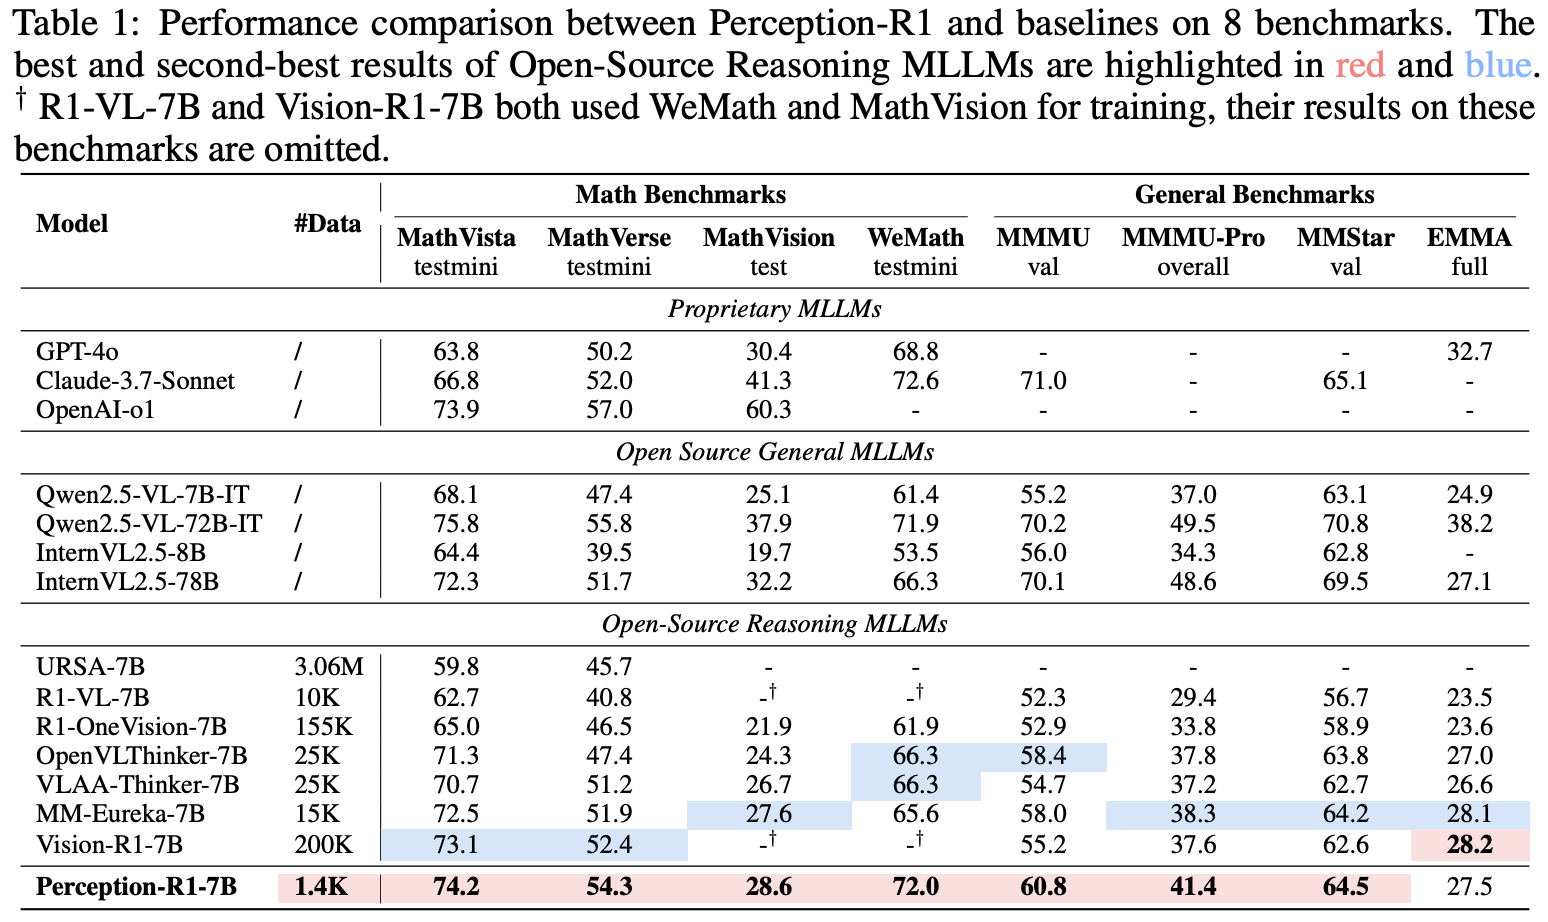 Table 1: Performance comparison between Perception-R1 and baselines on 8 benchmarks. The
best and second-best results of Open-Source Reasoning MLLMs are highlighted in red and blue.
† R1-VL-7B and Vision-R1-7B both used WeMath and MathVision for training, their results on these
benchmarks are omitted.
Model #Data Math Benchmarks General Benchmarks
MathVista MathVerse MathVision WeMath MMMU MMMU-Pro MMStar EMMA
testmini testmini test testmini val overall val full
Proprietary MLLMs
GPT-4o / 63.8 50.2 30.4 68.8 - - - 32.7
Claude-3.7-Sonnet / 66.8 52.0 41.3 72.6 71.0 - 65.1 -
OpenAI-o1 / 73.9 57.0 60.3 - - - - -
Open Source General MLLMs
Qwen2.5-VL-7B-IT / 68.1 47.4 25.1 61.4 55.2 37.0 63.1 24.9
Qwen2.5-VL-72B-IT / 75.8 55.8 37.9 71.9 70.2 49.5 70.8 38.2
InternVL2.5-8B / 64.4 39.5 19.7 53.5 56.0 34.3 62.8 -
InternVL2.5-78B / 72.3 51.7 32.2 66.3 70.1 48.6 69.5 27.1
Open-Source Reasoning MLLMs
URSA-7B 3.06M 59.8 45.7 - - - - - -
R1-VL-7B 10K 62.7 40.8 -† -† 52.3 29.4 56.7 23.5
R1-OneVision-7B 155K 65.0 46.5 21.9 61.9 52.9 33.8 58.9 23.6
OpenVLThinker-7B 25K 71.3 47.4 24.3 66.3 58.4 37.8 63.8 27.0
VLAA-Thinker-7B 25K 70.7 51.2 26.7 66.3 54.7 37.2 62.7 26.6
MM-Eureka-7B 15K 72.5 51.9 27.6 65.6 58.0 38.3 64.2 28.1
Vision-R1-7B 200K 73.1 52.4 -† -† 55.2 37.6 62.6 28.2
Perception-R1-7B 1.4K 74.2 54.3 28.6 72.0 60.8 41.4 64.5 27.5